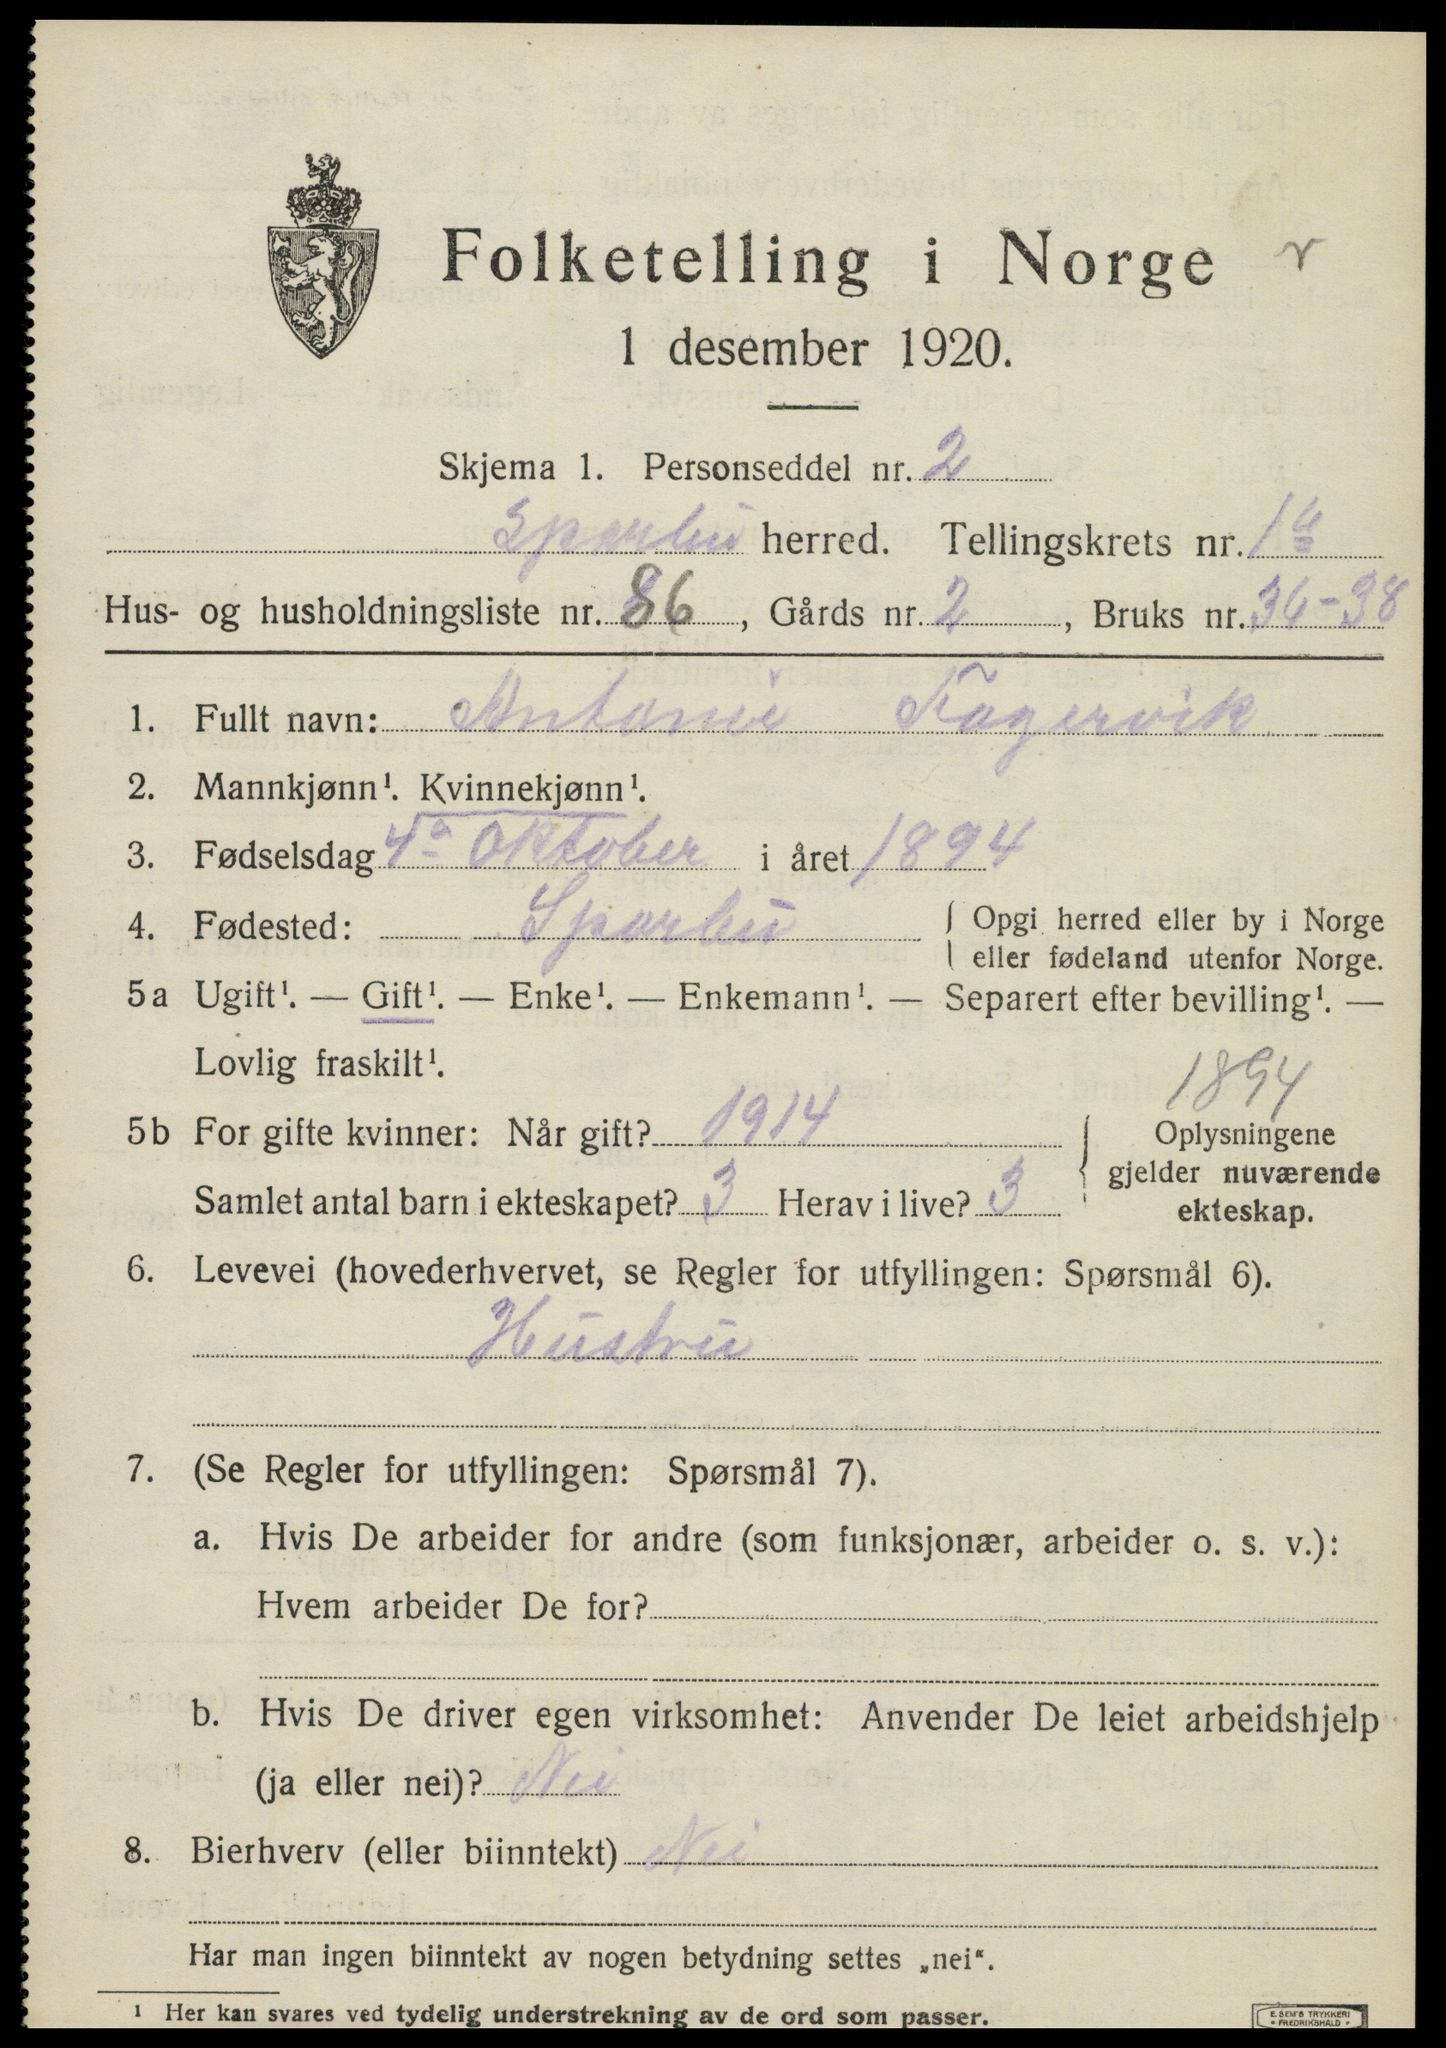 Folketelling i Norge
1 desember 1920.
Skjema 1. Personseddel nr. 2
Sparbu herred. Tellingskrets nr.
Hus- og husholdningsliste nr. 86, Gårds nr. 2, Bruks nr. 36-38
1. Fullt navn: Antonie Fagervik
2. Mannkjønn¹. Kvinnekjønn¹.
3. Fødselsdag 4de Oktober i året 1894
4. Fødested: Sparbu { Opgi herred eller by i Norge
eller fødeland utenfor Norge.
5a Ugift¹. — Gift¹. — Enke¹. — Enkemann¹. — Separert efter bevilling¹. —
Lovlig fraskilt¹.
1894
5b For gifte kvinner: Når gift? 1914 { Oplysningene
gjelder nuværende
Samlet antal barn i ekteskapet? 3 Herav i live? 3
ekteskap.
6. Levevei (hovederhvervet, se Regler for utfyllingen: Spørsmål 6).
Hustru
7. (Se Regler for utfyllingen: Spørsmål 7).
a. Hvis De arbeider for andre (som funksjonær, arbeider o. s. v.):
Hvem arbeider De for?
b. Hvis De driver egen virksomhet: Anvender De leiet arbeidshjelp
(ja eller nei)? Nei
8. Bierhverv (eller biinntekt) Nei
Har man ingen biinntekt av nogen betydning settes „nei“.
¹ Her kan svares ved tydelig understrekning av de ord som passer.
E. SEM'S TRYKKERI
• FREDRIKSHALD •